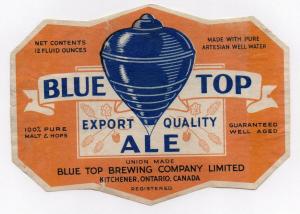 NET CONTENTS
12 FLUID OUNCES
MADE WITH PURE
ARTESIAN WELL WATER
BLUE TOP
EXPORT QUALITY
ALE
100% PURE
MALT & HOPS
GUARANTEED
WELL AGED
UNION MADE
BLUE TOP BREWING COMPANY LIMITED
KITCHENER, ONTARIO, CANADA
REGISTERED